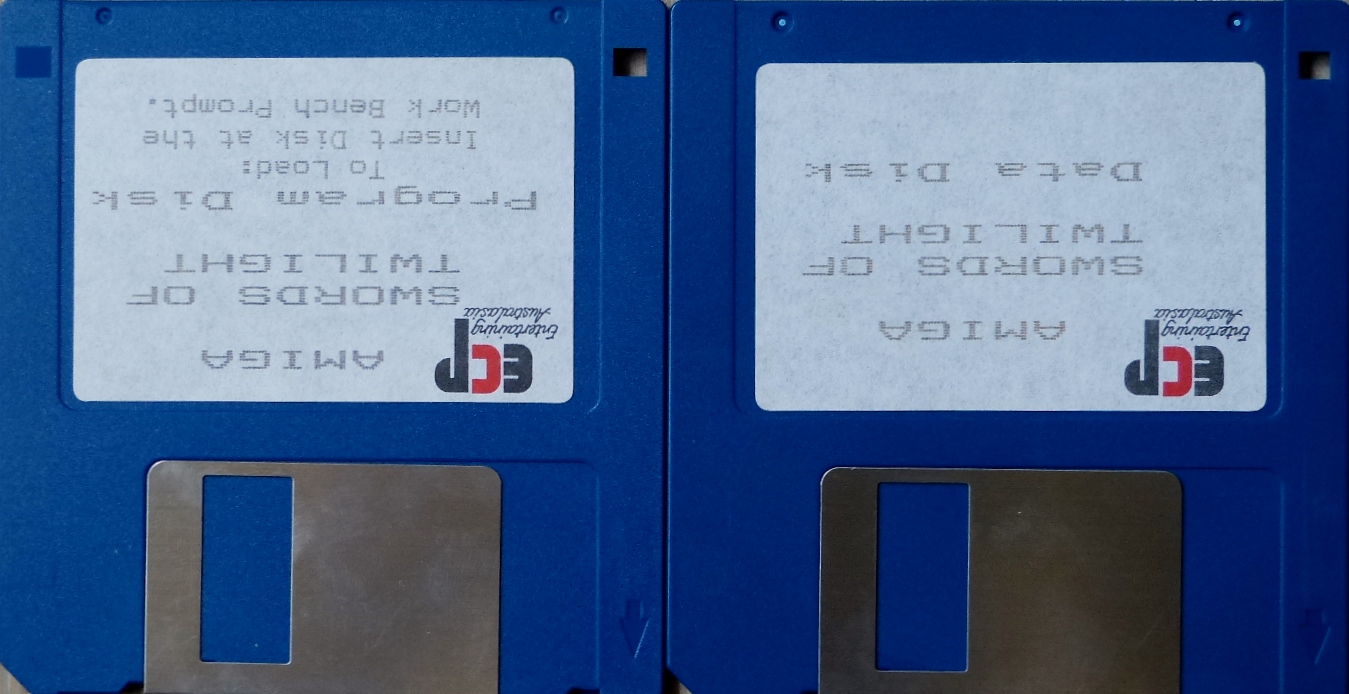 AMIGA
ECP
Entertaining
Australasia
SWORDS OF
TWILIGHT
Program Disk
To Load:
Insert Disk at the
Work Bench Prompt.
AMIGA
ECP
Entertaining
Australasia
SWORDS OF
TWILIGHT
Data Disk